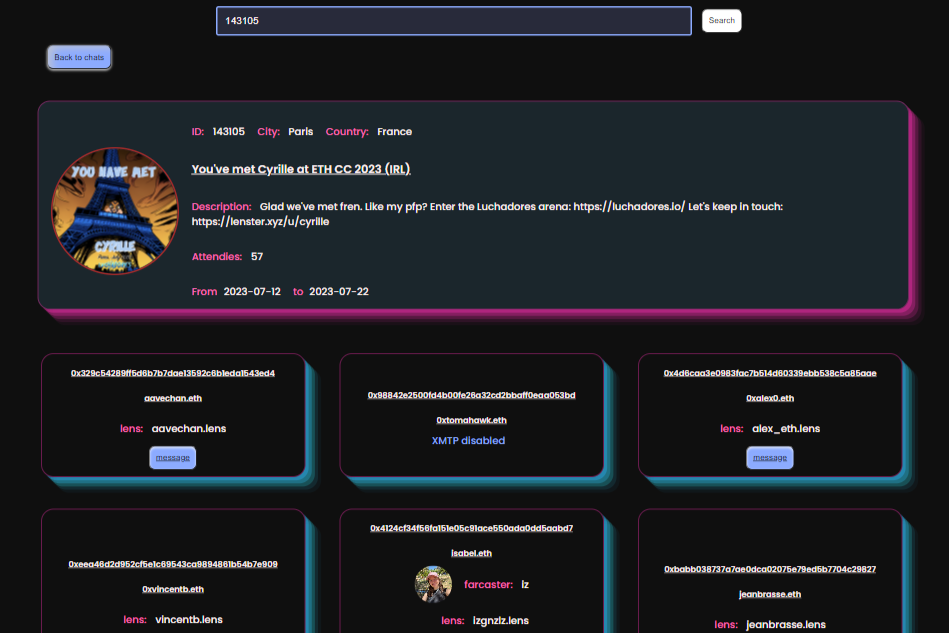 143105
Search
Back to chats
ID: 143105 City: Paris Country: France
YOU HAVE MET
CYRILLE
You've met Cyrille at ETH CC 2023 (IRL)
Description: Glad we've met fren. Like my pfp? Enter the Luchadores arena: https://luchadores.io/ Let's keep in touch:
https://lenster.xyz/u/cyrille
Attendies: 57
From 2023-07-12 to 2023-07-22
0x329c54289ff5d6b7b7dae13592c6b1eda1543ed4
aavechan.eth
lens: aavechan.lens
message
0x98842e2500fd4b00fe26a32cd2bbaff0eaa053bd
0xtomahawk.eth
XMTP disabled
0x4d6caa3e0983fac7b514d60339ebb538c5a85aae
0xalex0.eth
lens: alex_eth.lens
message
0xeea46d2d952cf5e1c69543ca9894861b54b7e909
0xvincentb.eth
lens: vincentb.lens
0x4124cf34f56fa151e05c91ace550ada0dd5aabd7
isabel.eth
farcaster: iz
lens: izgnzlz.lens
0xbabb038737a7ae0dca02075e79ed5b7704c29827
jeanbrasse.eth
lens: jeanbrasse.lens